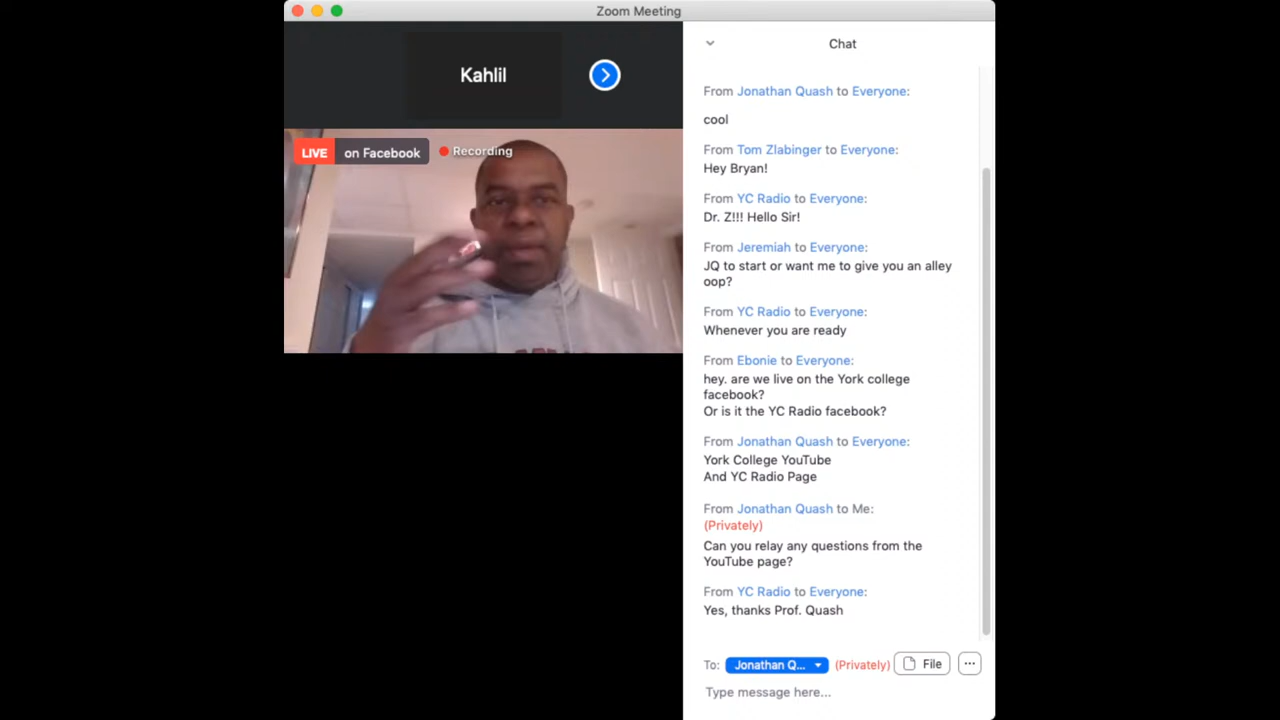 Zoom Meeting
Kahlil
LIVE on Facebook Recording
Chat
From Jonathan Quash to Everyone:
cool
From Tom Zlabinger to Everyone:
Hey Bryan!
From YC Radio to Everyone:
Dr. Z!!! Hello Sir!
From Jeremiah to Everyone:
JQ to start or want me to give you an alley
oop?
From YC Radio to Everyone:
Whenever you are ready
From Ebonie to Everyone:
hey. are we live on the York college
facebook?
Or is it the YC Radio facebook?
From Jonathan Quash to Everyone:
York College YouTube
And YC Radio Page
From Jonathan Quash to Me:
(Privately)
Can you relay any questions from the
YouTube page?
From YC Radio to Everyone:
Yes, thanks Prof. Quash
To: Jonathan Q... (Privately) File
Type message here...